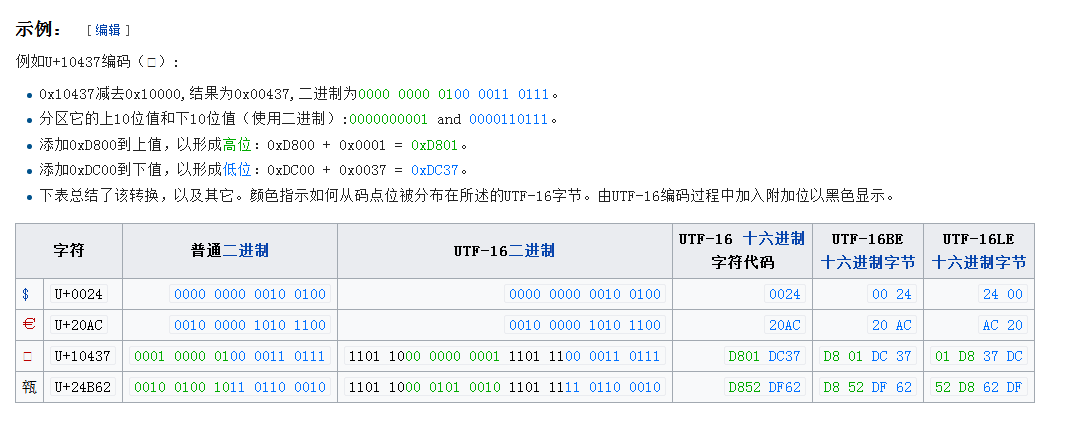 示例： [ 编辑 ]
例如U+10437编码（□）:
0x10437减去0x10000,结果为0x00437,二进制为0000 0000 0100 0011 0111。
分区它的上10位值和下10位值（使用二进制）:0000000001 and 0000110111。
添加0xD800到上值，以形成高位：0xD800 + 0x0001 = 0xD801。
添加0xDC00到下值，以形成低位：0xDC00 + 0x0037 = 0xDC37。
下表总结了该转换，以及其它。颜色指示如何从码点位被分布在所述的UTF-16字节。由UTF-16编码过程中加入附加位以黑色显示。
字符 普通二进制 UTF-16二进制 UTF-16 十六进制 字符代码 UTF-16BE 十六进制字节 UTF-16LE 十六进制字节
$ U+0024 0000 0000 0010 0100 0000 0000 0010 0100 0024 00 24 24 00
€ U+20AC 0010 0000 1010 1100 0010 0000 1010 1100 20AC 20 AC AC 20
□ U+10437 0001 0000 0100 0011 0111 1101 1000 0000 0001 1101 1100 0011 0111 D801 DC37 D8 01 DC 37 01 D8 37 DC
𤭢 U+24B62 0010 0100 1011 0110 0010 1101 1000 0101 0010 1101 1111 0110 0010 D852 DF62 D8 52 DF 62 52 D8 62 DF